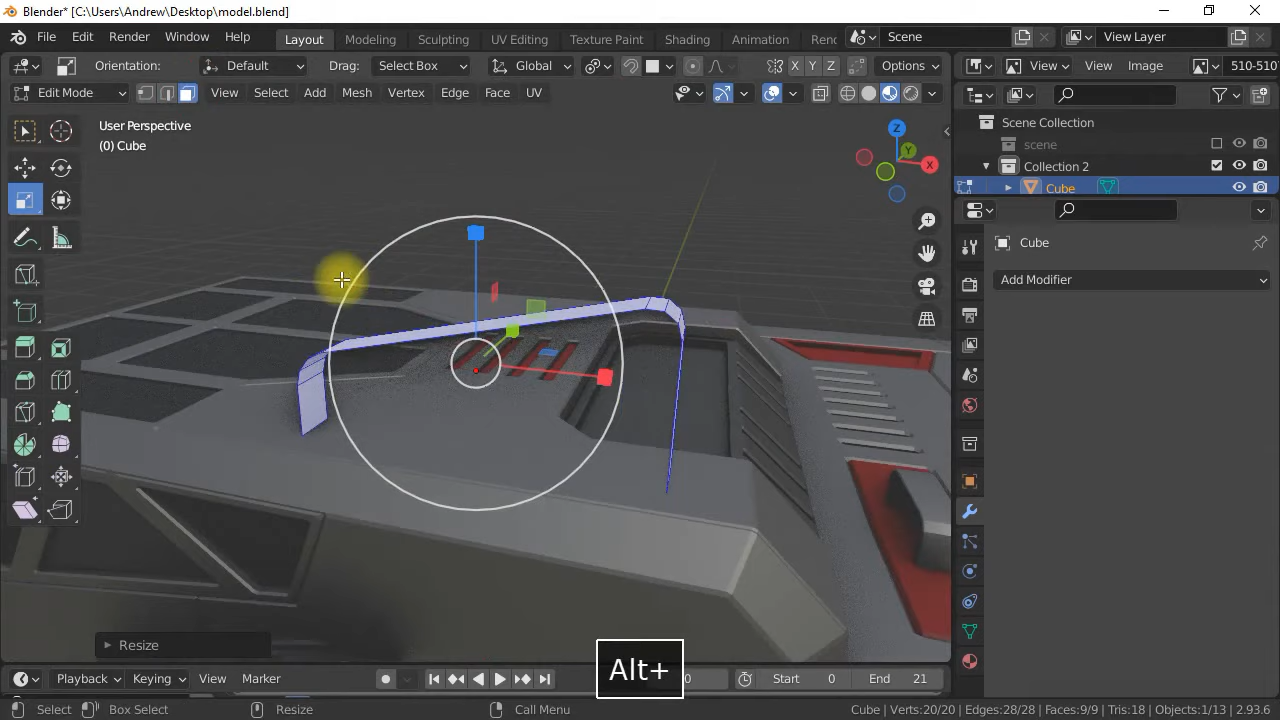 Blender* [C:\Users\Andrew\Desktop\model.blend]
File Edit Render Window Help Layout Modeling Sculpting UV Editing Texture Paint Shading Animation Ren Scene View Layer
Orientation: Default Drag: Select Box Global X Y Z Options View View Image 510-510
Edit Mode View Select Add Mesh Vertex Edge Face UV
User Perspective
(0) Cube
Z
Y
X
Scene Collection
scene
Collection 2
Cube
Cube
Add Modifier
Resize
Alt+
Playback Keying View Marker 0 Start 0 End 21
Select Box Select Resize Call Menu Cube | Verts:20/20 | Edges:28/28 | Faces:9/9 | Tris:18 | Objects:1/13 | 2.93.6